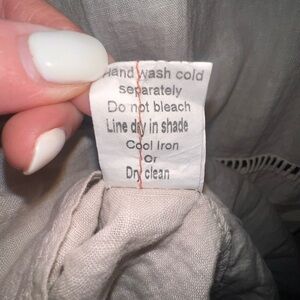 Hand wash cold
separately
Do not bleach
Line dry in shade
Cool Iron
Or
Dry clean